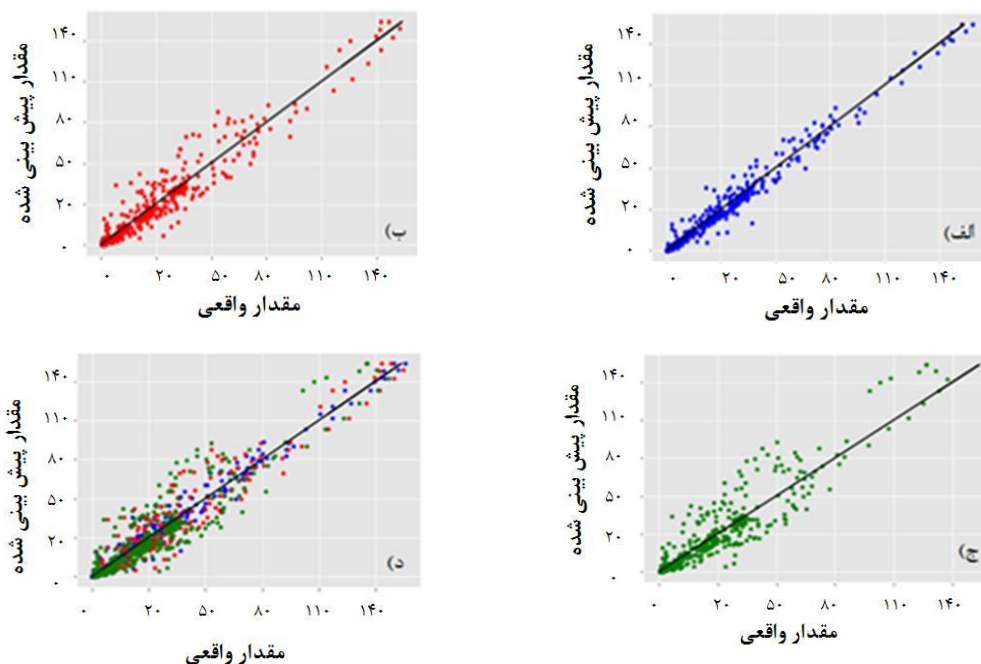 مقدار پیش بینی شده
۱۴۰
۱۱۰
۸۰
۵۰
۲۰
۰
الف)
۰ ۲۰ ۵۰ ۸۰ ۱۱۰ ۱۴۰
مقدار واقعی
مقدار پیش بینی شده
۱۴۰
۱۱۰
۸۰
۵۰
۲۰
۰
ب)
۰ ۲۰ ۵۰ ۸۰ ۱۱۰ ۱۴۰
مقدار واقعی
مقدار پیش بینی شده
۱۴۰
۱۱۰
۸۰
۵۰
۲۰
۰
ج)
۰ ۲۰ ۵۰ ۸۰ ۱۱۰ ۱۴۰
مقدار واقعی
مقدار پیش بینی شده
۱۴۰
۱۱۰
۸۰
۵۰
۲۰
۰
د)
۰ ۲۰ ۵۰ ۸۰ ۱۱۰ ۱۴۰
مقدار واقعی